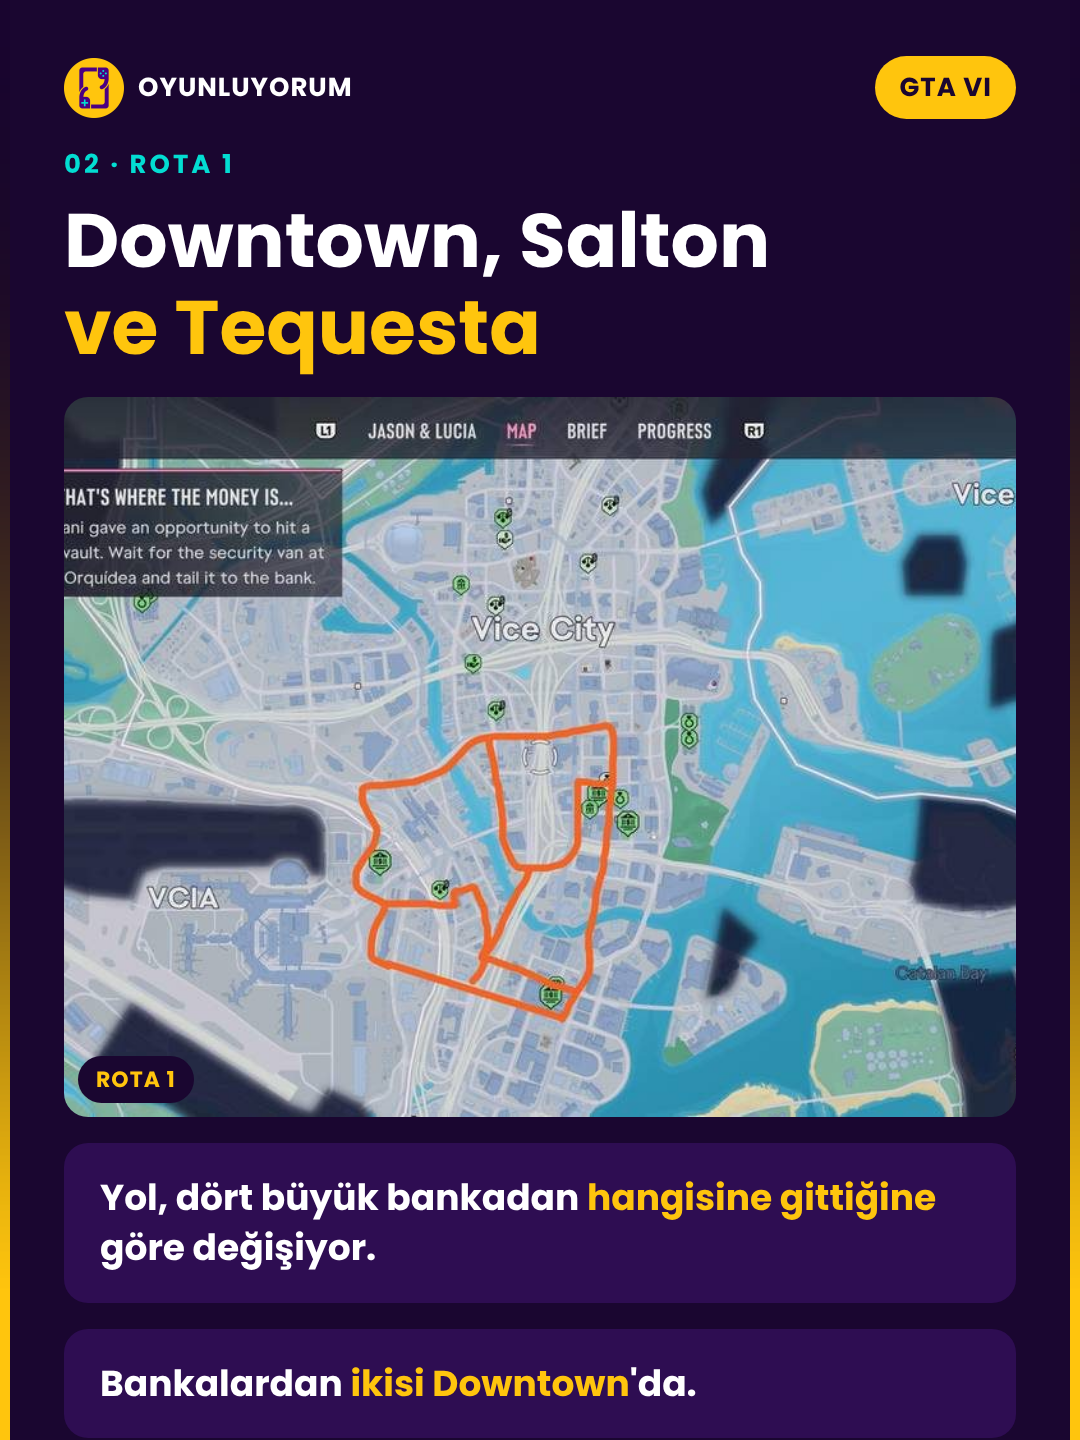 OYUNLUYORUM
GTA VI
02 · ROTA 1
Downtown, Salton
ve Tequesta
L1 JASON & LUCIA MAP BRIEF PROGRESS R1
HAT'S WHERE THE MONEY IS...
ani gave an opportunity to hit a
vault. Wait for the security van at
Orquídea and tail it to the bank.
Vice
Vice City
VCIA
Catalan Bay
ROTA 1
Yol, dört büyük bankadan hangisine gittiğine
göre değişiyor.
Bankalardan ikisi Downtown'da.